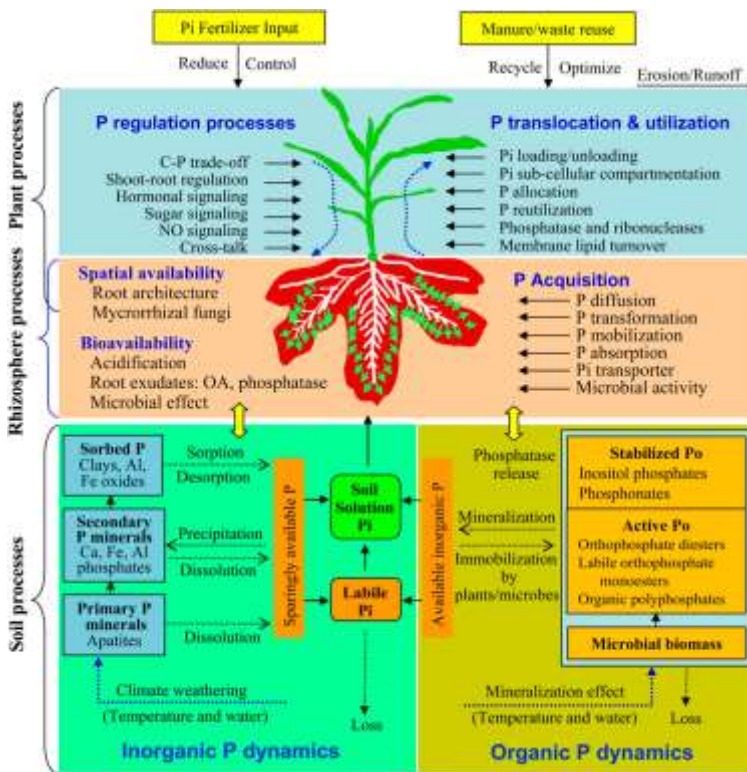 Pi Fertilizer Input
Manure/waste reuse
Reduce
Control
Recycle
Optimize
Erosion/Runoff
Plant processes
P regulation processes
C-P trade-off
Shoot-root regulation
Hormonal signaling
Sugar signaling
NO signaling
Cross-talk
P translocation & utilization
Pi loading/unloading
Pi sub-cellular compartmentation
P allocation
P reutilization
Phosphatase and ribonucleases
Membrane lipid turnover
Rhizosphere processes
Spatial availability
Root architecture
Mycrorrhizal fungi
Bioavailability
Acidification
Root exudates: OA, phosphatase
Microbial effect
P Acquisition
P diffusion
P transformation
P mobilization
P absorption
Pi transporter
Microbial activity
Soil processes
Sorbed P
Clays, Al,
Fe oxides
Secondary
P minerals
Ca, Fe, Al
phosphates
Primary P
minerals
Apatites
Sorption
Desorption
Precipitation
Dissolution
Dissolution
Climate weathering
(Temperature and water)
Sparingly available P
Soil
Solution
Pi
Labile
Pi
Loss
Available inorganic P
Inorganic P dynamics
Phosphatase
release
Mineralization
Immobilization
by
plants/microbes
Stabilized Po
Inositol phosphates
Phosphonates
Active Po
Orthophosphate diesters
Labile orthophosphate
monoesters
Organic polyphosphates
Microbial biomass
Mineralization effect
(Temperature and water)
Loss
Organic P dynamics